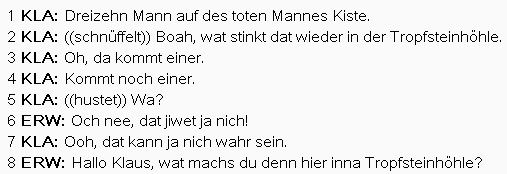 1 KLA: Dreizehn Mann auf des toten Mannes Kiste.
2 KLA: ((schnüffelt)) Boah, wat stinkt dat wieder in der Tropfsteinhöhle.
3 KLA: Oh, da kommt einer.
4 KLA: Kommt noch einer.
5 KLA: ((hustet)) Wa?
6 ERW: Och nee, dat jiwet ja nich!
7 KLA: Ooh, dat kann ja nich wahr sein.
8 ERW: Hallo Klaus, wat machs du denn hier inna Tropfsteinhöhle?